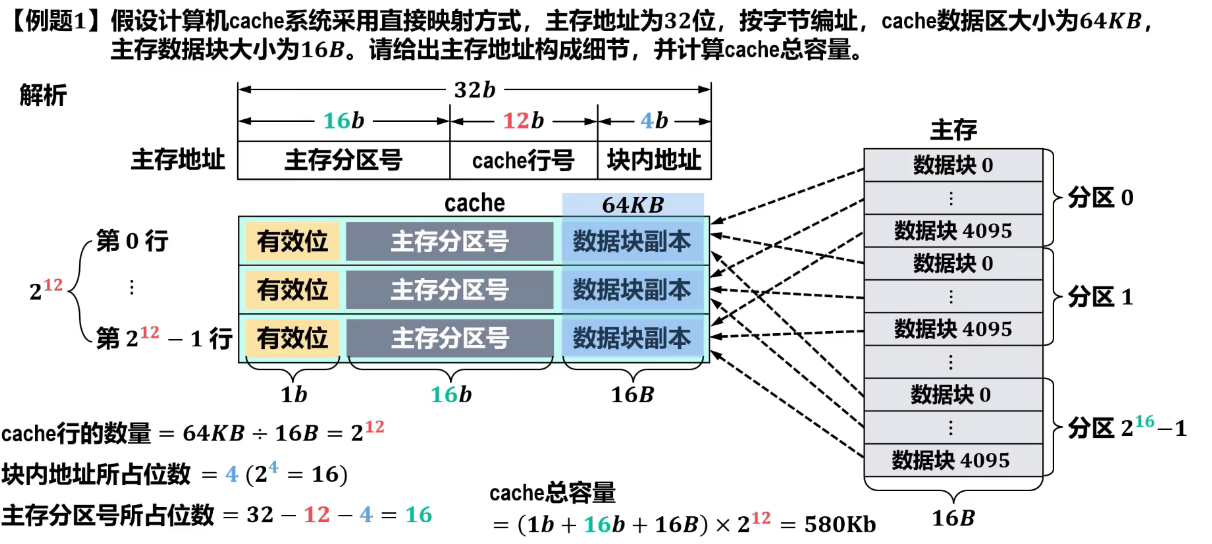 【例题1】假设计算机cache系统采用直接映射方式，主存地址为32位，按字节编址，cache数据区大小为64KB，
主存数据块大小为16B。请给出主存地址构成细节，并计算cache总容量。
解析
32b
16b 12b 4b
主存地址 主存分区号 cache行号 块内地址
cache 64KB
第 0 行 有效位 主存分区号 数据块副本
2^12 ⋮ 有效位 主存分区号 数据块副本
第 2^12 − 1 行 有效位 主存分区号 数据块副本
1b 16b 16B
主存
数据块 0
⋮ 分区 0
数据块 4095
数据块 0
⋮ 分区 1
数据块 4095
⋮
数据块 0
⋮ 分区 2^16−1
数据块 4095
16B
cache行的数量 = 64KB ÷ 16B = 2^12
块内地址所占位数 = 4 (2^4 = 16)
主存分区号所占位数 = 32 − 12 − 4 = 16
cache总容量
= (1b + 16b + 16B) × 2^12 = 580Kb